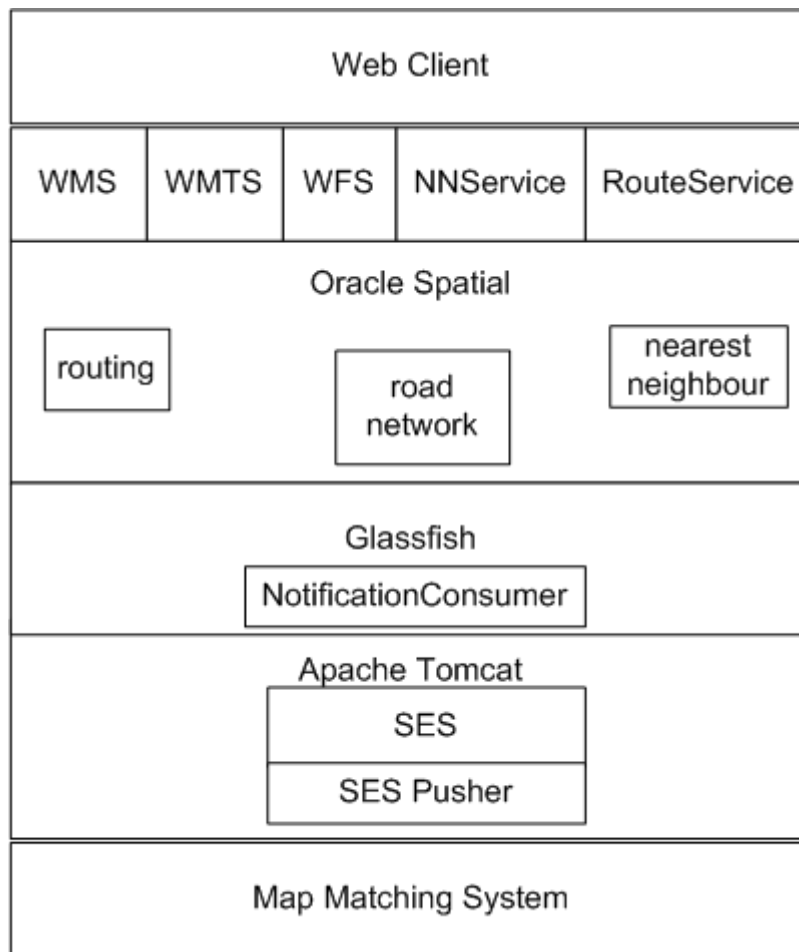 Web Client
WMS WMTS WFS NNService RouteService
Oracle Spatial
routing
road
network
nearest
neighbour
Glassfish
NotificationConsumer
Apache Tomcat
SES
SES Pusher
Map Matching System